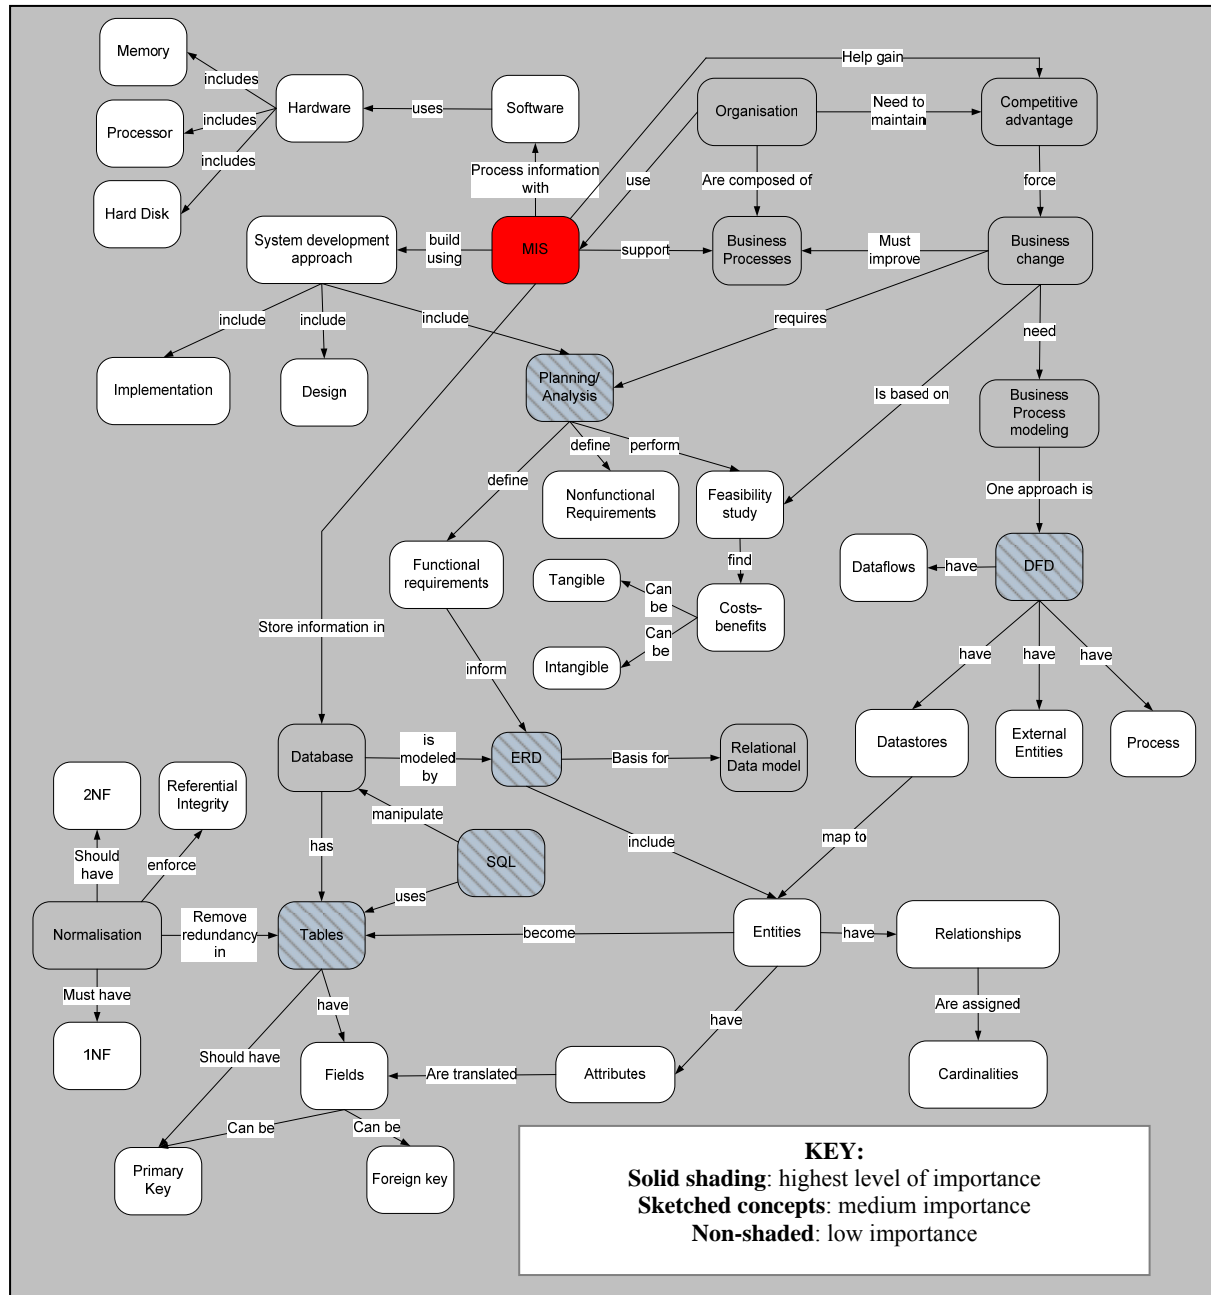 Memory
includes
Hardware
uses
Software
Help gain
Organisation
Need to
maintain
Competitive
advantage
Processor
includes
includes
Hard Disk
Process information
with
use
Are composed of
force
System development
approach
build
using
MIS
support
Business
Processes
Must
improve
Business
change
include
include
include
requires
need
Implementation
Design
Planning/
Analysis
Is based on
Business
Process
modeling
define
perform
define
Nonfunctional
Requirements
Feasibility
study
One approach is
Functional
requirements
find
Dataflows
have
DFD
Tangible
Can
be
Costs-
benefits
Can
be
Intangible
Store information in
inform
have
have
have
Datastores
External
Entities
Process
Database
is
modeled
by
ERD
Basis for
Relational
Data model
2NF
Referential
Integrity
manipulate
has
include
map to
Should
have
enforce
SQL
uses
Normalisation
Remove
redundancy
in
Tables
become
Entities
have
Relationships
Must have
have
have
Are assigned
1NF
Should have
Fields
Are translated
Attributes
Cardinalities
Can be
Can be
Primary
Key
Foreign key
KEY:
Solid shading: highest level of importance
Sketched concepts: medium importance
Non-shaded: low importance